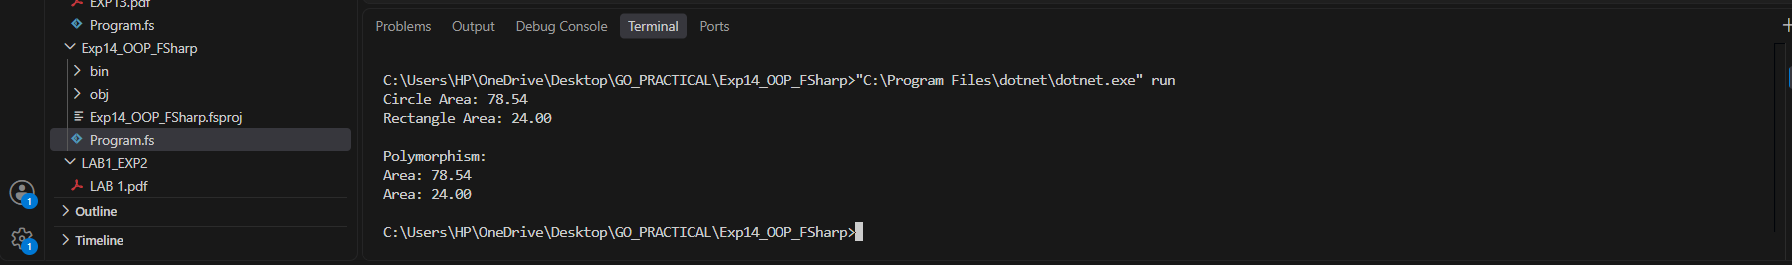 EXP13.pdf
Program.fs
Exp14_OOP_FSharp
bin
obj
Exp14_OOP_FSharp.fsproj
Program.fs
LAB1_EXP2
LAB 1.pdf
Outline
Timeline
1
1
Problems Output Debug Console Terminal Ports
C:\Users\HP\OneDrive\Desktop\GO_PRACTICAL\Exp14_OOP_FSharp>"C:\Program Files\dotnet\dotnet.exe" run
Circle Area: 78.54
Rectangle Area: 24.00
Polymorphism:
Area: 78.54
Area: 24.00
C:\Users\HP\OneDrive\Desktop\GO_PRACTICAL\Exp14_OOP_FSharp>